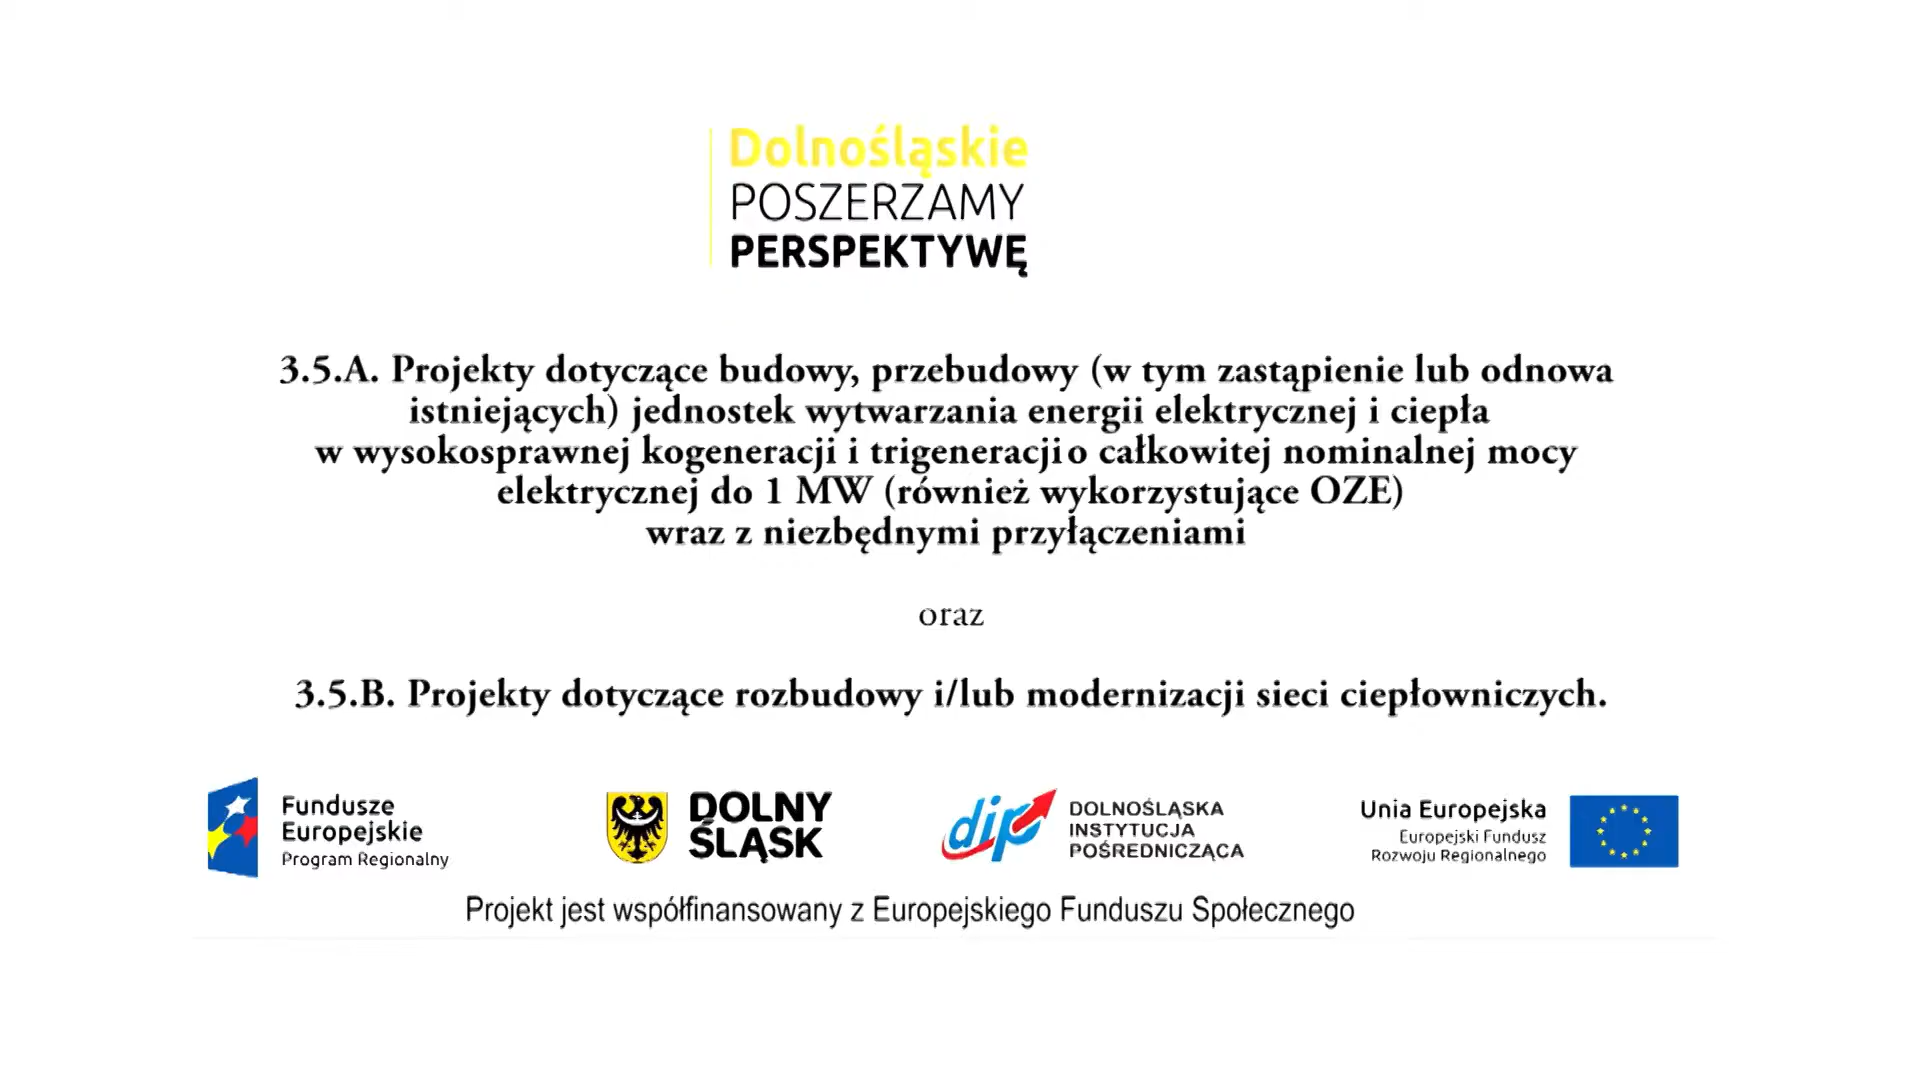 Dolnośląskie
POSZERZAMY
PERSPEKTYWĘ
3.5.A. Projekty dotyczące budowy, przebudowy (w tym zastąpienie lub odnowa
istniejących) jednostek wytwarzania energii elektrycznej i ciepła
w wysokosprawnej kogeneracji i trigeneracji o całkowitej nominalnej mocy
elektrycznej do 1 MW (również wykorzystujące OZE)
wraz z niezbędnymi przyłączeniami
oraz
3.5.B. Projekty dotyczące rozbudowy i/lub modernizacji sieci ciepłowniczych.
Fundusze
Europejskie
Program Regionalny
DOLNY
ŚLĄSK
dip
DOLNOŚLĄSKA
INSTYTUCJA
POŚREDNICZĄCA
Unia Europejska
Europejski Fundusz
Rozwoju Regionalnego
Projekt jest współfinansowany z Europejskiego Funduszu Społecznego